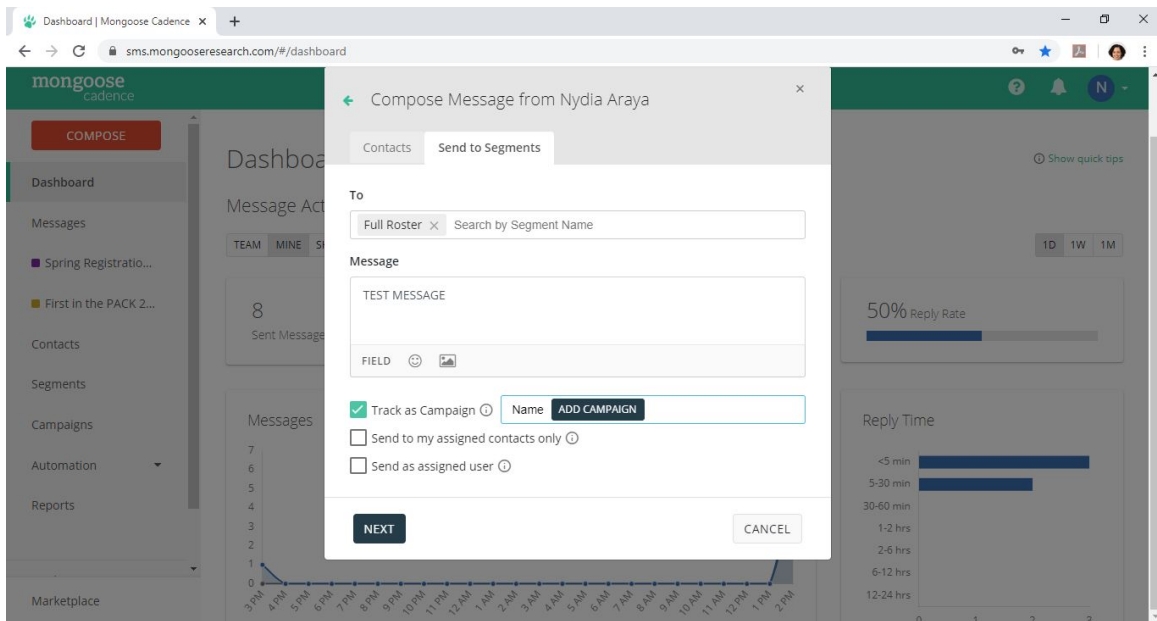 Dashboard | Mongoose Cadence
sms.mongooseresearch.com/#/dashboard
mongoose
cadence
N
COMPOSE
Dashboard
Messages
Spring Registratio...
First in the PACK 2...
Contacts
Segments
Campaigns
Automation
Reports
Marketplace
Dashboa
Show quick tips
Message Act
TEAM MINE
1D 1W 1M
8
Sent Message
50% Reply Rate
Messages
7
6
5
4
3
2
1
0
3 PM 4 PM 5 PM 6 PM 7 PM 8 PM 9 PM 10 PM 11 PM 12 AM 1 AM 2 AM 3 AM 4 AM 5 AM 6 AM 7 AM 8 AM 9 AM 10 AM 11 AM 12 PM 1 PM 2 PM
Reply Time
<5 min
5-30 min
30-60 min
1-2 hrs
2-6 hrs
6-12 hrs
12-24 hrs
0 1 2 3
Compose Message from Nydia Araya
Contacts Send to Segments
To
Full Roster Search by Segment Name
Message
TEST MESSAGE
FIELD
Track as Campaign Name ADD CAMPAIGN
Send to my assigned contacts only
Send as assigned user
NEXT CANCEL